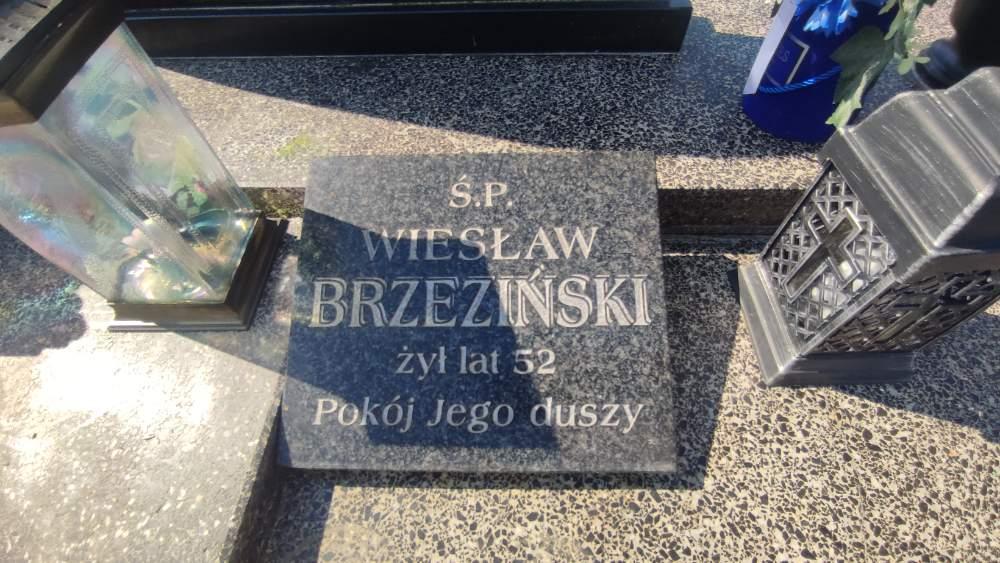 Ś.P.
WIESŁAW
BRZEZIŃSKI
żył lat 52
Pokój Jego duszy